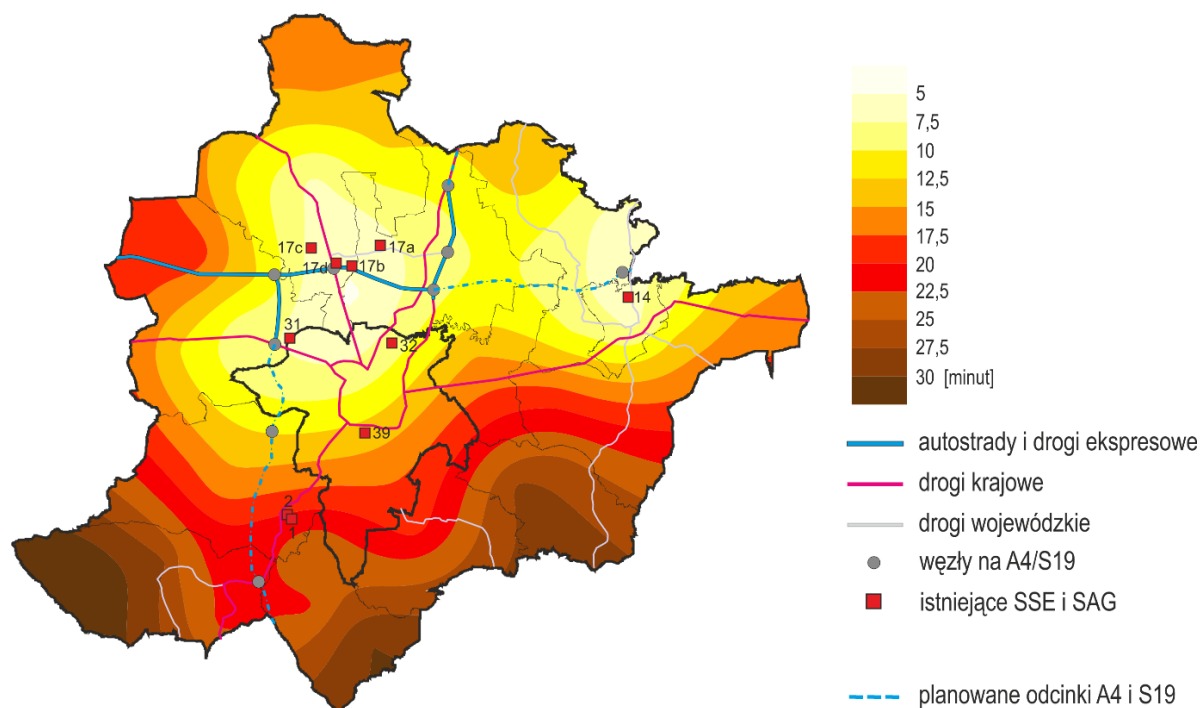 5
7,5
10
12,5
15
17,5
20
22,5
25
27,5
30 [minut]
17c
17a
17d
17b
14
31
32
39
2
1
autostrady i drogi ekspresowe
drogi krajowe
drogi wojewódzkie
węzły na A4/S19
istniejące SSE i SAG
planowane odcinki A4 i S19